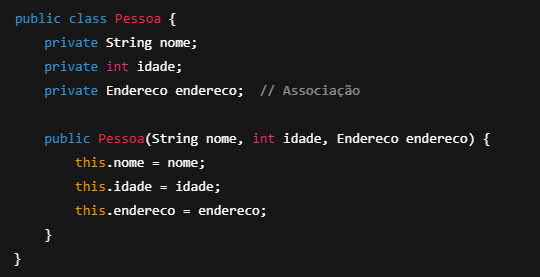 public class Pessoa {
    private String nome;
    private int idade;
    private Endereco endereco;  // Associação

    public Pessoa(String nome, int idade, Endereco endereco) {
        this.nome = nome;
        this.idade = idade;
        this.endereco = endereco;
    }
}